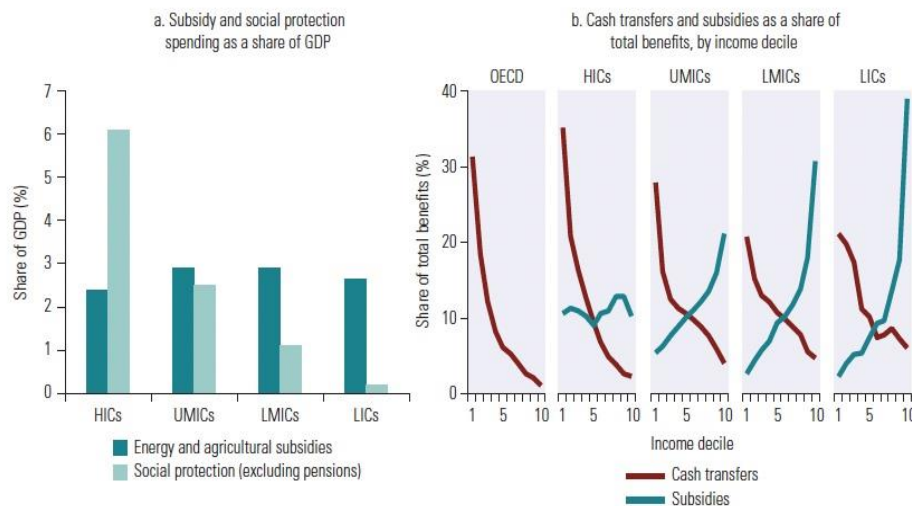 a. Subsidy and social protection
spending as a share of GDP
Share of GDP (%)
7
6
5
4
3
2
1
0
HICs UMICs LMICs LICs
Energy and agricultural subsidies
Social protection (excluding pensions)
b. Cash transfers and subsidies as a share of
total benefits, by income decile
OECD HICs UMICs LMICs LICs
Share of total benefits (%)
40
30
20
10
0
1 5 10 1 5 10 1 5 10 1 5 10 1 5 10
Income decile
Cash transfers
Subsidies